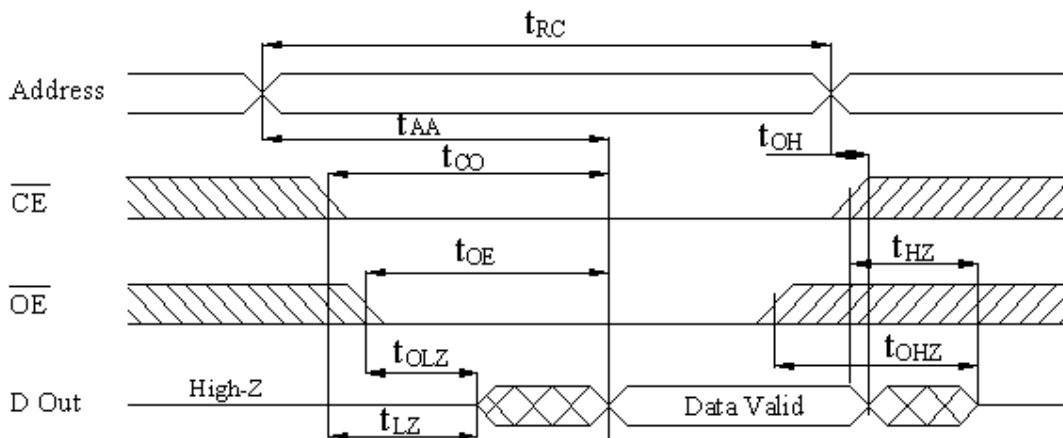 tRC
Address
tAA
tOH
tCO
CE
tHZ
tOE
OE
tOHZ
tOLZ
High-Z
D Out
Data Valid
tLZ